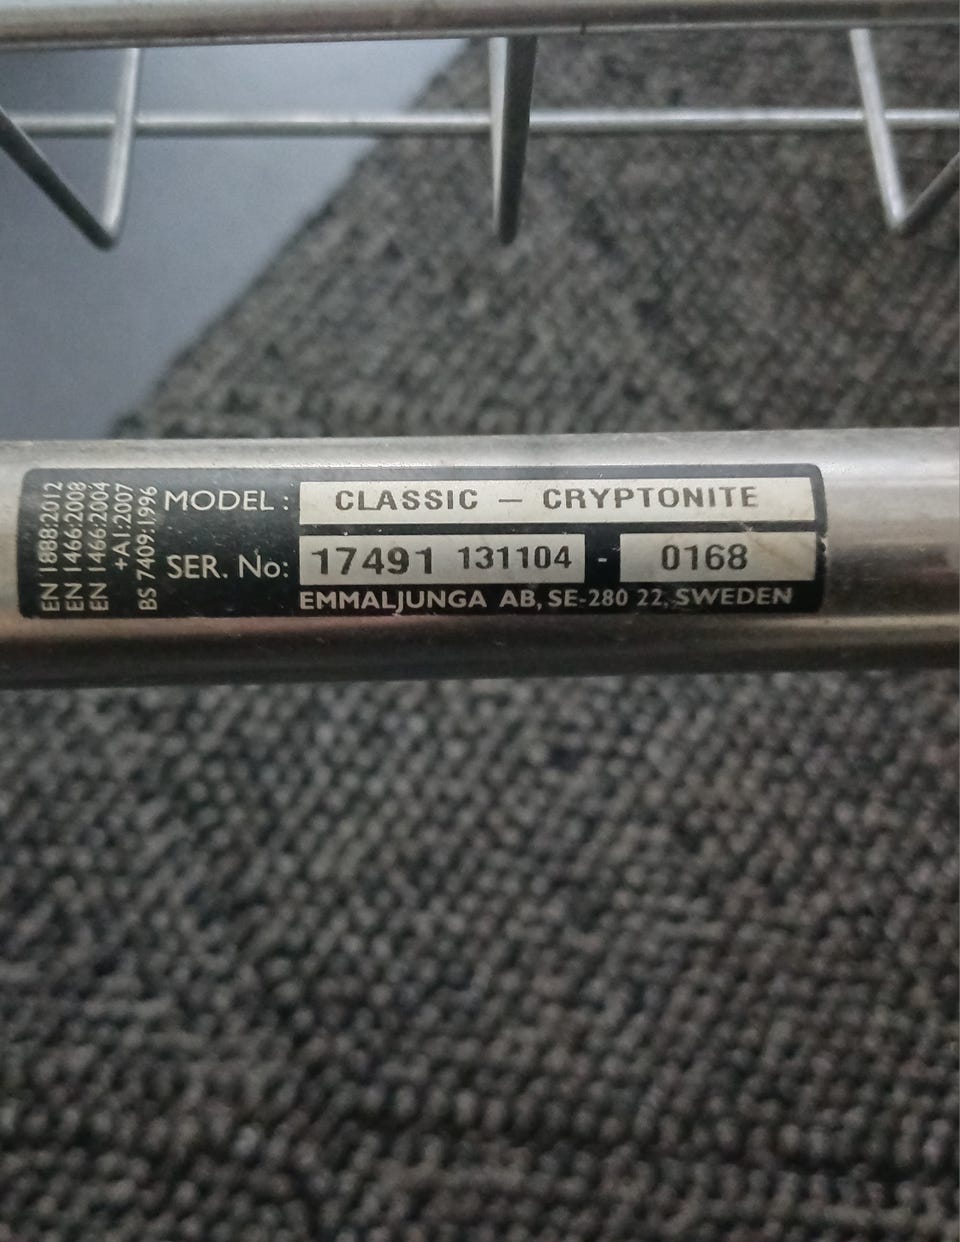 EN 1888:2012
EN 1466:2008
EN 1466:2004
+A1:2007
BS 7409:1996
MODEL : CLASSIC – CRYPTONITE
SER. No: 17491 131104 - 0168
EMMALJUNGA AB, SE-280 22, SWEDEN